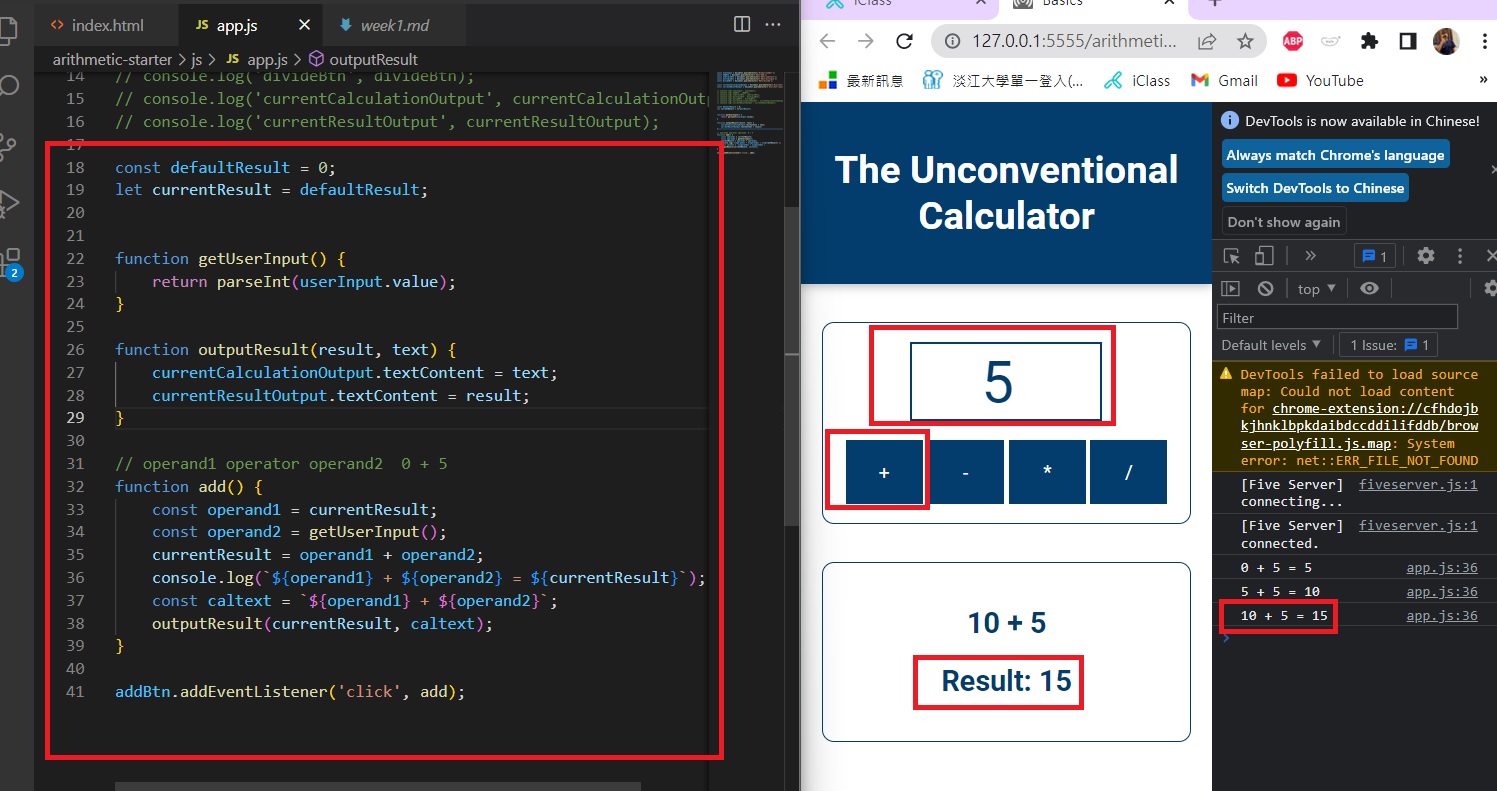 index.html
JS app.js
week1.md
arithmetic-starter > js > JS app.js > outputResult
14 // console.log('divideBtn', divideBtn);
15 // console.log('currentCalculationOutput', currentCalculationOutp
16 // console.log('currentResultOutput', currentResultOutput);
17
18 const defaultResult = 0;
19 let currentResult = defaultResult;
20
21
22 function getUserInput() {
23 return parseInt(userInput.value);
24 }
25
26 function outputResult(result, text) {
27 currentCalculationOutput.textContent = text;
28 currentResultOutput.textContent = result;
29 }
30
31 // operand1 operator operand2  0 + 5
32 function add() {
33 const operand1 = currentResult;
34 const operand2 = getUserInput();
35 currentResult = operand1 + operand2;
36 console.log(`${operand1} + ${operand2} = ${currentResult}`);
37 const caltext = `${operand1} + ${operand2}`;
38 outputResult(currentResult, caltext);
39 }
40
41 addBtn.addEventListener('click', add);
2
iClass
Basics
127.0.0.1:5555/arithmeti...
ABP
最新訊息
淡江大學單一登入(...
iClass
Gmail
YouTube
»
The Unconventional
Calculator
5
+ - * /
10 + 5
Result: 15
DevTools is now available in Chinese!
Always match Chrome's language
Switch DevTools to Chinese
Don't show again
» 1
top
Filter
Default levels 1 Issue: 1
DevTools failed to load source
map: Could not load content
for chrome-extension://cfhdojb
kjhnklbpkdaibdccddilifddb/brow
ser-polyfill.js.map: System
error: net::ERR_FILE_NOT_FOUND
[Five Server] fiveserver.js:1
connecting...
[Five Server] fiveserver.js:1
connected.
0 + 5 = 5 app.js:36
5 + 5 = 10 app.js:36
10 + 5 = 15 app.js:36